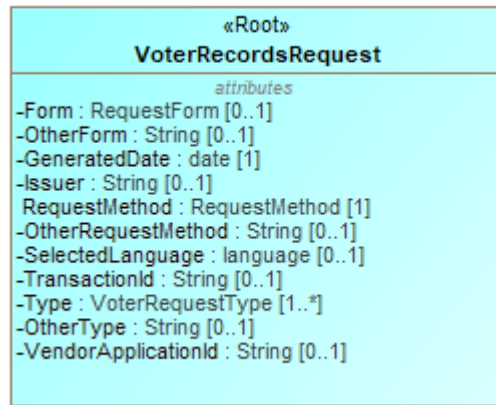 «Root»
VoterRecordsRequest
attributes
-Form : RequestForm [0..1]
-OtherForm : String [0..1]
-GeneratedDate : date [1]
-Issuer : String [0..1]
RequestMethod : RequestMethod [1]
-OtherRequestMethod : String [0..1]
-SelectedLanguage : language [0..1]
-TransactionId : String [0..1]
-Type : VoterRequestType [1..*]
-OtherType : String [0..1]
-VendorApplicationId : String [0..1]